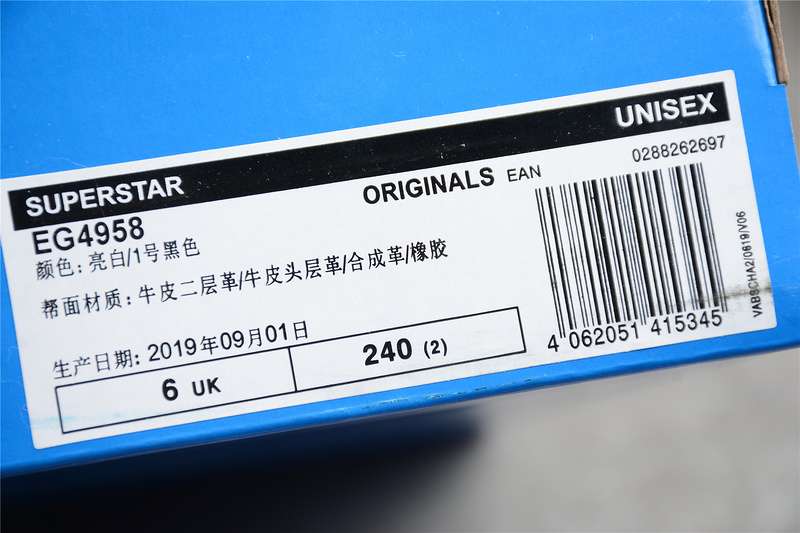 UNISEX
SUPERSTAR
ORIGINALS EAN
0288262697
EG4958
颜色: 亮白/1号黑色
帮面材质: 牛皮二层革/牛皮头层革/合成革/橡胶
生产日期: 2019年09月01日
6 UK
240 (2)
4 062051 415345
VABSCHA2/0619/V06